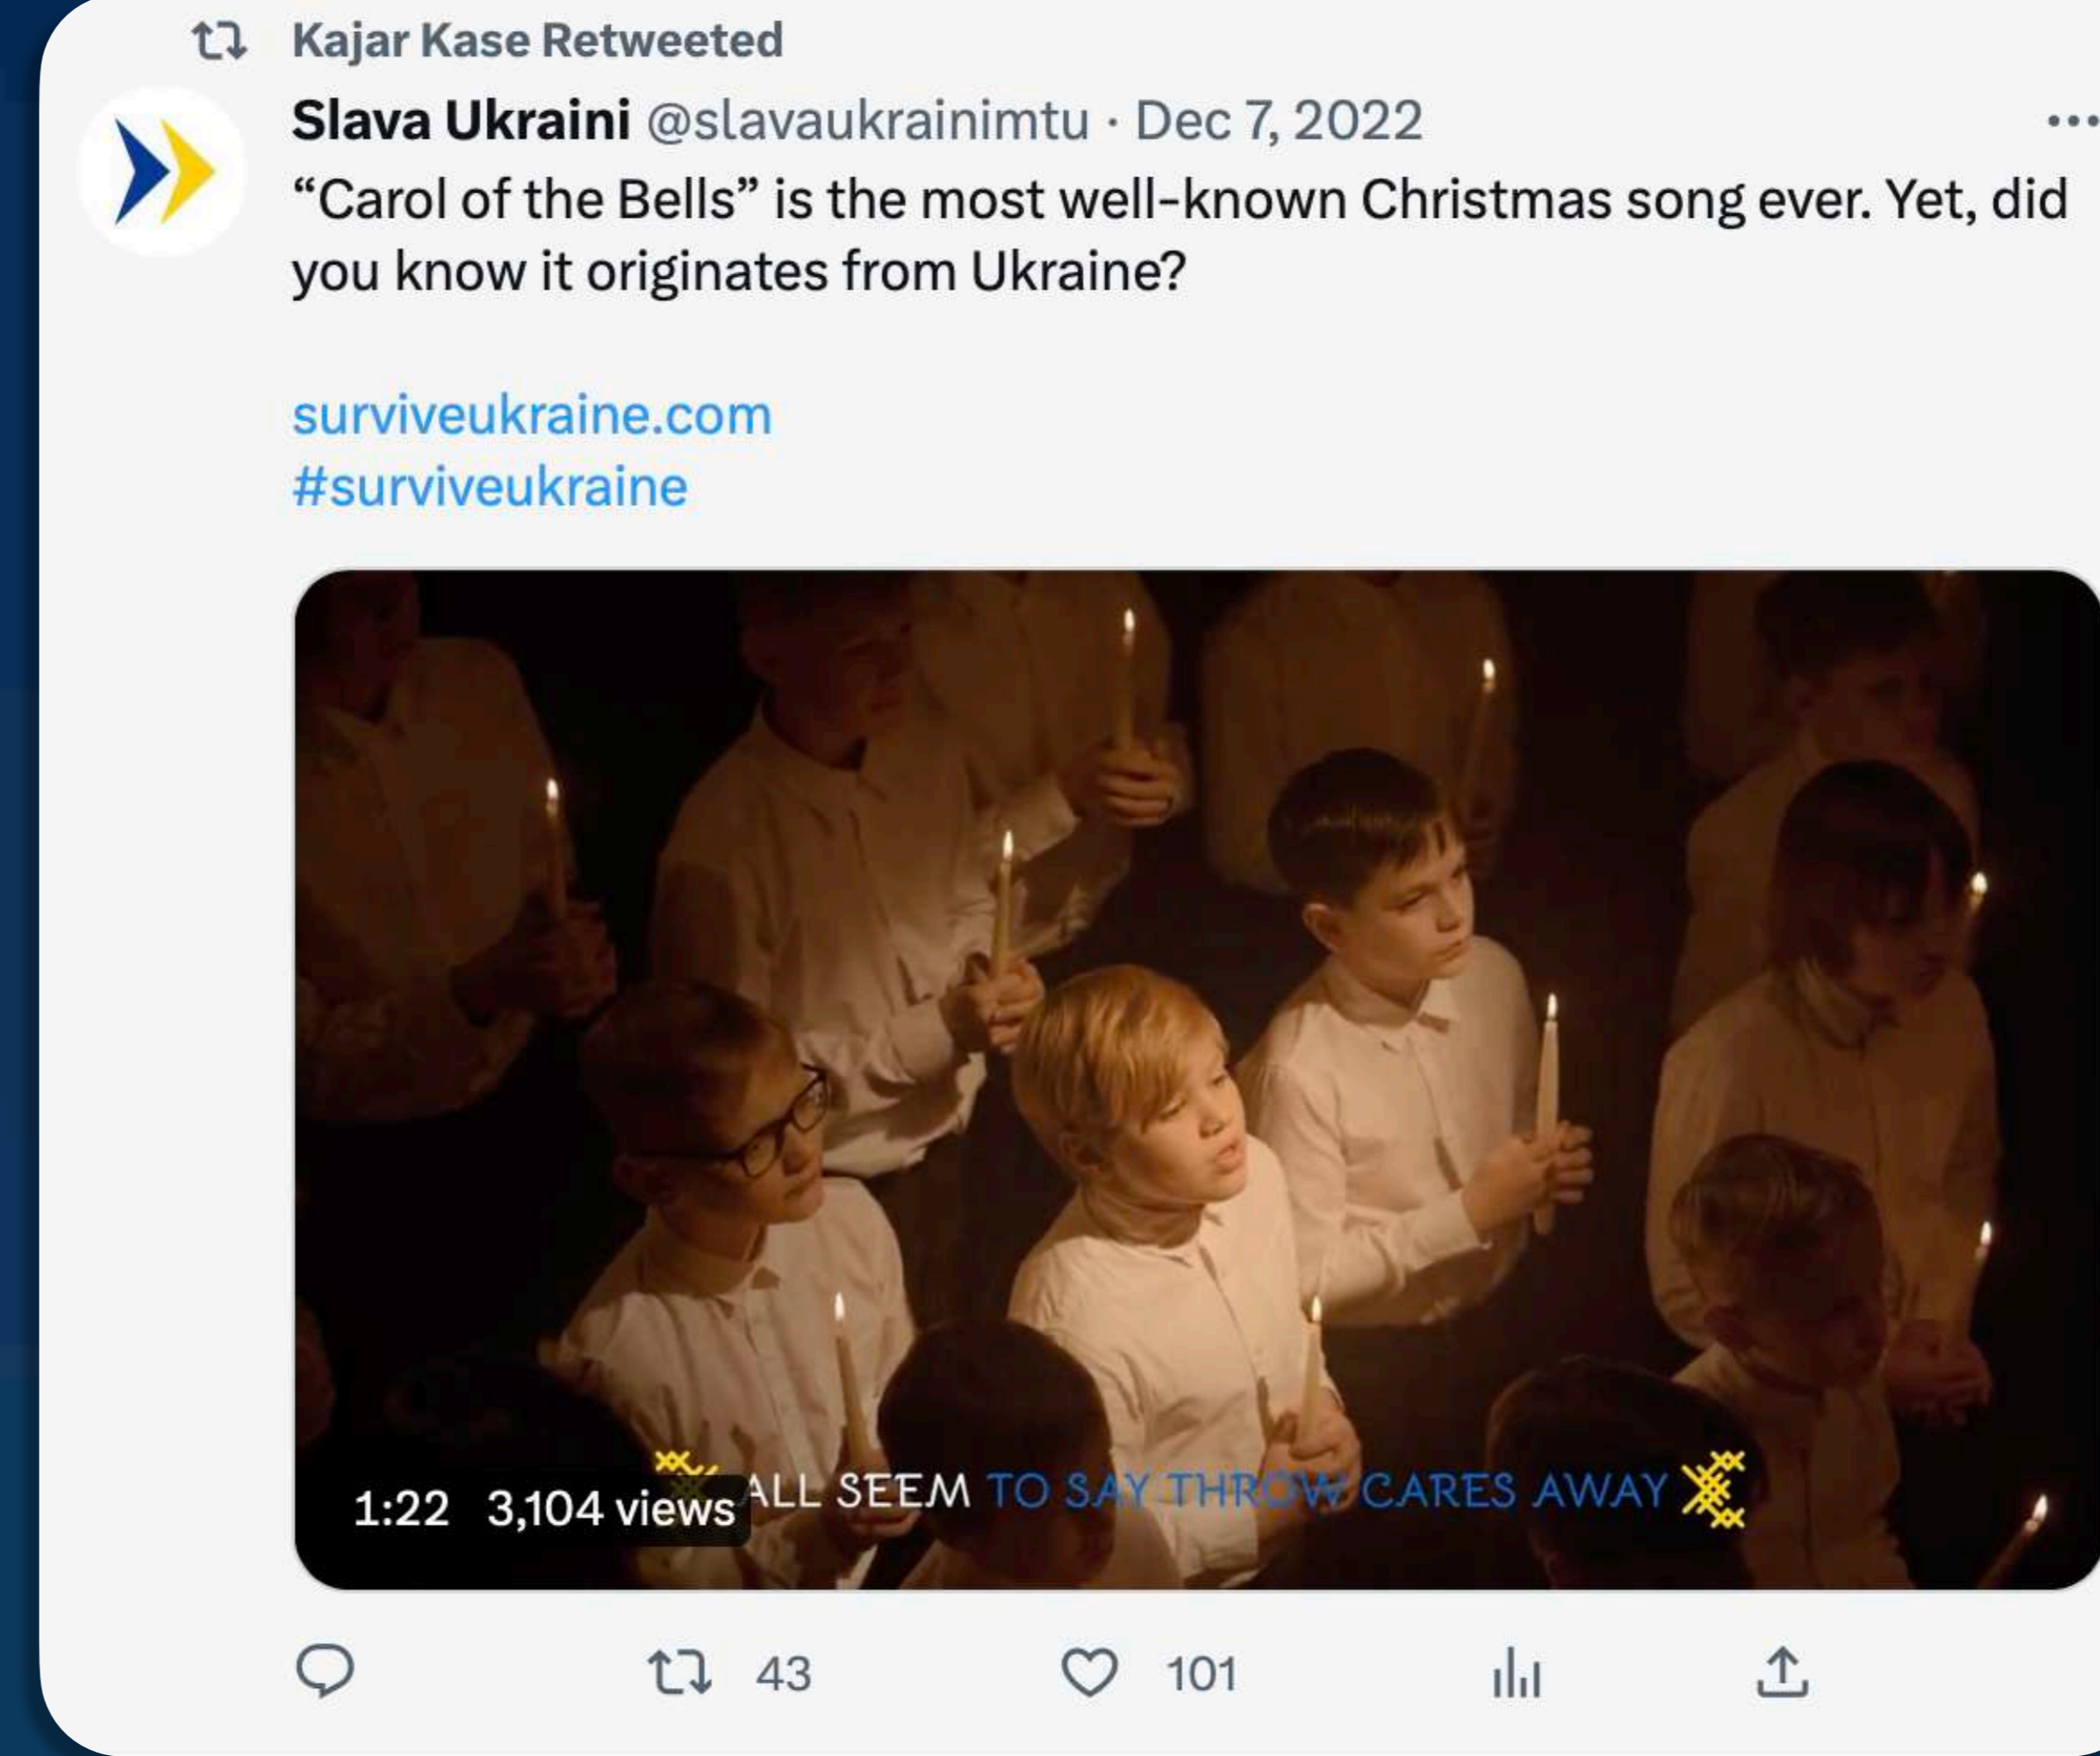 Kajar Kase Retweeted
Slava Ukraini @slavaukrainimtu · Dec 7, 2022
“Carol of the Bells” is the most well-known Christmas song ever. Yet, did
you know it originates from Ukraine?
surviveukraine.com
#surviveukraine
ALL SEEM TO SAY THROW CARES AWAY
1:22 3,104 views
43 101